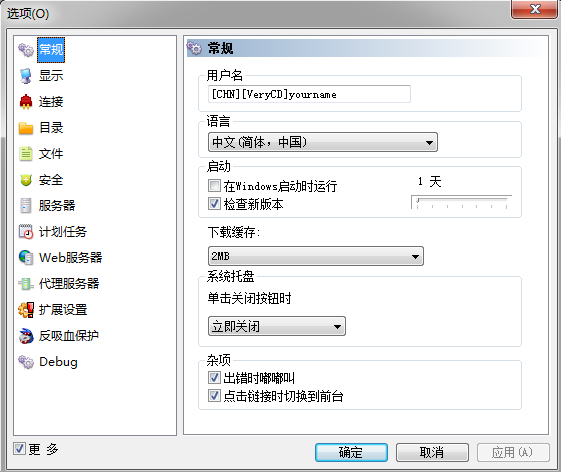 选项(O)
常规
显示
连接
目录
文件
安全
服务器
计划任务
Web服务器
代理服务器
扩展设置
反吸血保护
Debug
更 多
常规
用户名
[CHN][VeryCD]yourname
语言
中文(简体，中国)
启动
在Windows启动时运行
1 天
检查新版本
下载缓存:
2MB
系统托盘
单击关闭按钮时
立即关闭
杂项
出错时嘟嘟叫
点击链接时切换到前台
确定
取消
应用(A)